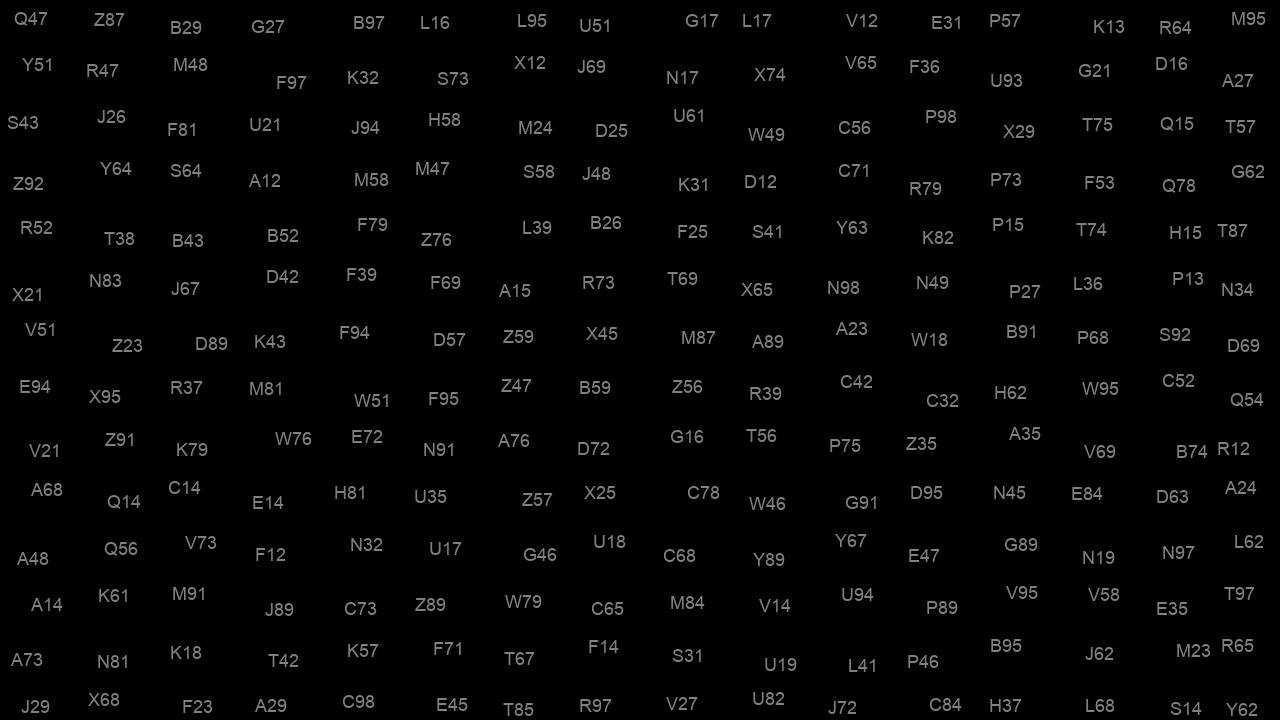 Q47 Z87 B29 G27 B97 L16 L95 U51 G17 L17 V12 E31 P57 K13 R64 M95
Y51 R47 M48 F97 K32 S73 X12 J69 N17 X74 V65 F36 U93 G21 D16 A27
S43 J26 F81 U21 J94 H58 M24 D25 U61 W49 C56 P98 X29 T75 Q15 T57
Z92 Y64 S64 A12 M58 M47 S58 J48 K31 D12 C71 R79 P73 F53 Q78 G62
R52 T38 B43 B52 F79 Z76 L39 B26 F25 S41 Y63 K82 P15 T74 H15 T87
X21 N83 J67 D42 F39 F69 A15 R73 T69 X65 N98 N49 P27 L36 P13 N34
V51 Z23 D89 K43 F94 D57 Z59 X45 M87 A89 A23 W18 B91 P68 S92 D69
E94 X95 R37 M81 W51 F95 Z47 B59 Z56 R39 C42 C32 H62 W95 C52 Q54
V21 Z91 K79 W76 E72 N91 A76 D72 G16 T56 P75 Z35 A35 V69 B74 R12
A68 Q14 C14 E14 H81 U35 Z57 X25 C78 W46 G91 D95 N45 E84 D63 A24
A48 Q56 V73 F12 N32 U17 G46 U18 C68 Y89 Y67 E47 G89 N19 N97 L62
A14 K61 M91 J89 C73 Z89 W79 C65 M84 V14 U94 P89 V95 V58 E35 T97
A73 N81 K18 T42 K57 F71 T67 F14 S31 U19 L41 P46 B95 J62 M23 R65
J29 X68 F23 A29 C98 E45 T85 R97 V27 U82 J72 C84 H37 L68 S14 Y62